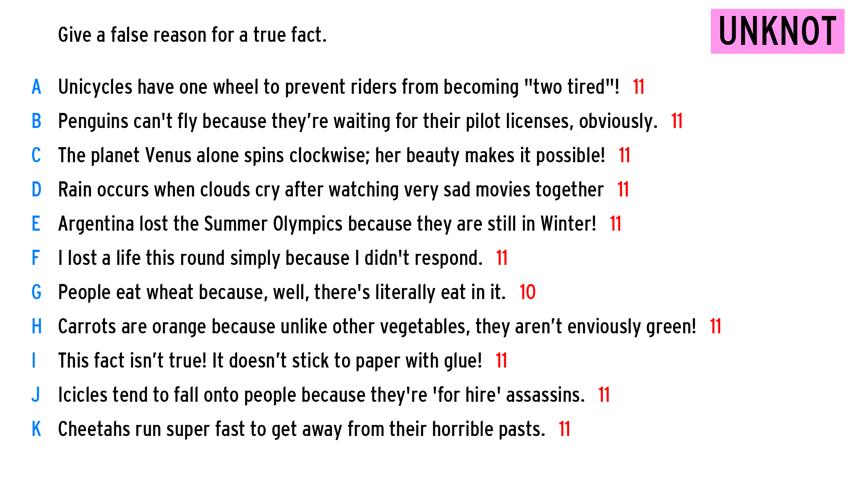 Give a false reason for a true fact.
UNKNOT
A Unicycles have one wheel to prevent riders from becoming "two tired"! 11
B Penguins can't fly because they’re waiting for their pilot licenses, obviously. 11
C The planet Venus alone spins clockwise; her beauty makes it possible! 11
D Rain occurs when clouds cry after watching very sad movies together 11
E Argentina lost the Summer Olympics because they are still in Winter! 11
F I lost a life this round simply because I didn't respond. 11
G People eat wheat because, well, there's literally eat in it. 10
H Carrots are orange because unlike other vegetables, they aren’t enviously green! 11
I This fact isn’t true! It doesn’t stick to paper with glue! 11
J Icicles tend to fall onto people because they're 'for hire' assassins. 11
K Cheetahs run super fast to get away from their horrible pasts. 11